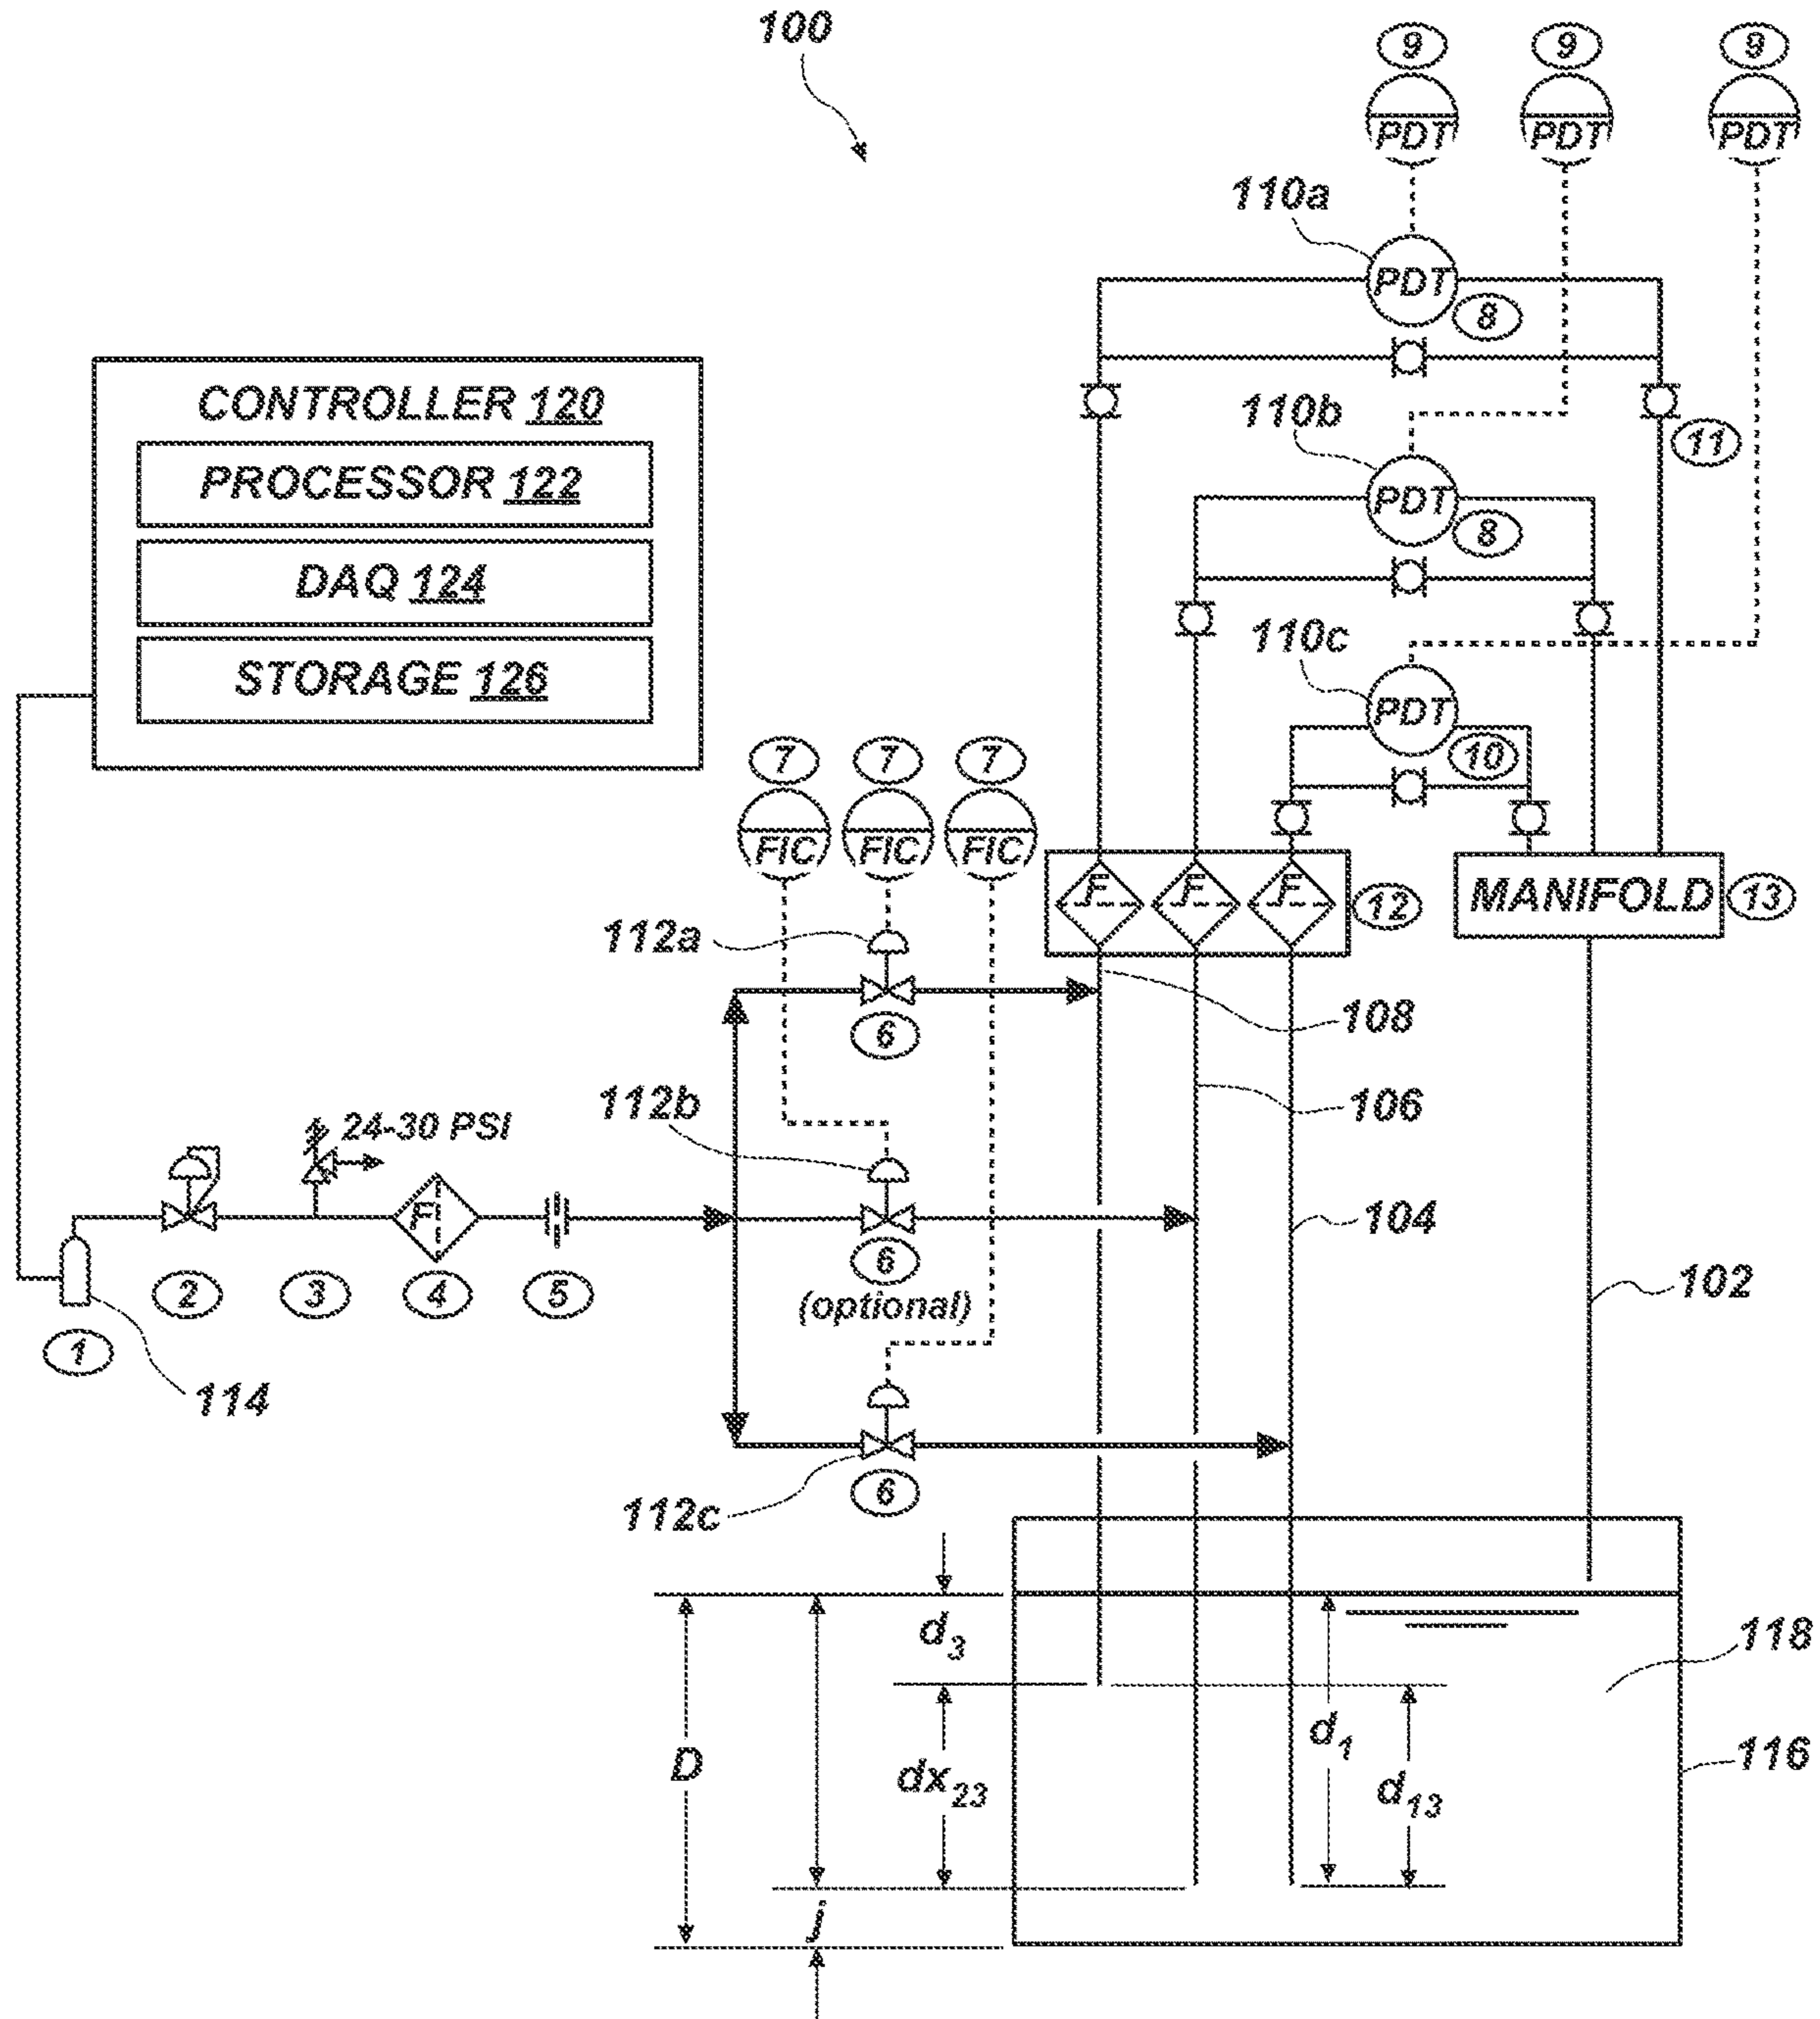 100
9 9 9
PDT PDT PDT
110a
PDT
8
CONTROLLER 120
110b
11
PROCESSOR 122
PDT
8
DAQ 124
110c
STORAGE 126
PDT
10
7 7 7
FIC FIC FIC
F F F
12
MANIFOLD
13
112a
108
6
112b
106
24-30 PSI
F
104
6
(optional)
102
2 3 4 5
1
114
6
112c
d3
118
d1
D
dx23
d13
116
j